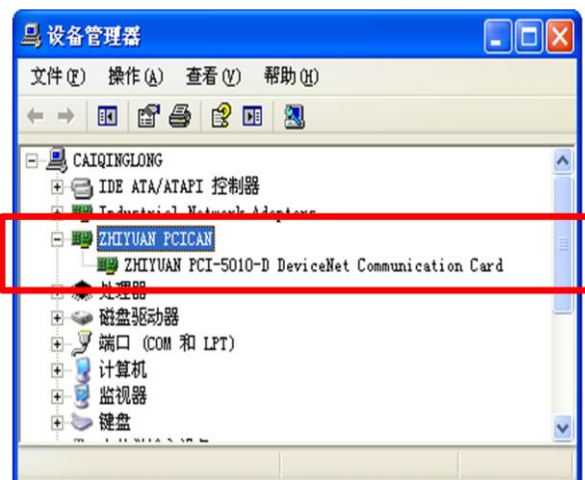 设备管理器
文件(F) 操作(A) 查看(V) 帮助(H)
CAIQINGLONG
IDE ATA/ATAPI 控制器
Industrial Network Adapters
ZHIYUAN PCICAN
ZHIYUAN PCI-5010-D DeviceNet Communication Card
处理器
磁盘驱动器
端口 (COM 和 LPT)
计算机
监视器
键盘